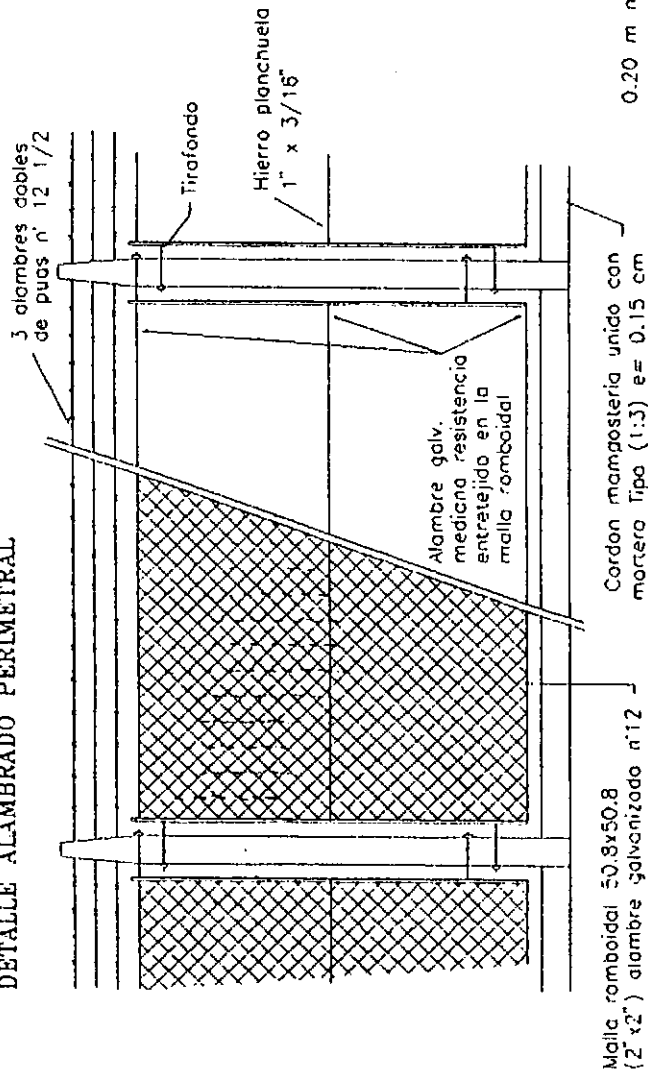 DETALLE ALAMBRADO PERIMETRAL
3 alambres dobles
de puas n° 12 1/2
Tirafondo
Hierro planchuela
1" x 3/16"
Alambre galv.
mediana resistencia
entretejido en la
malla romboidal
Malla romboidal 50.8x50.8
(2"x2") alambre galvanizado n°12
Cordon mamposteria unido con
mortero Tipo (1:3) e= 0.15 cm
0.20 m